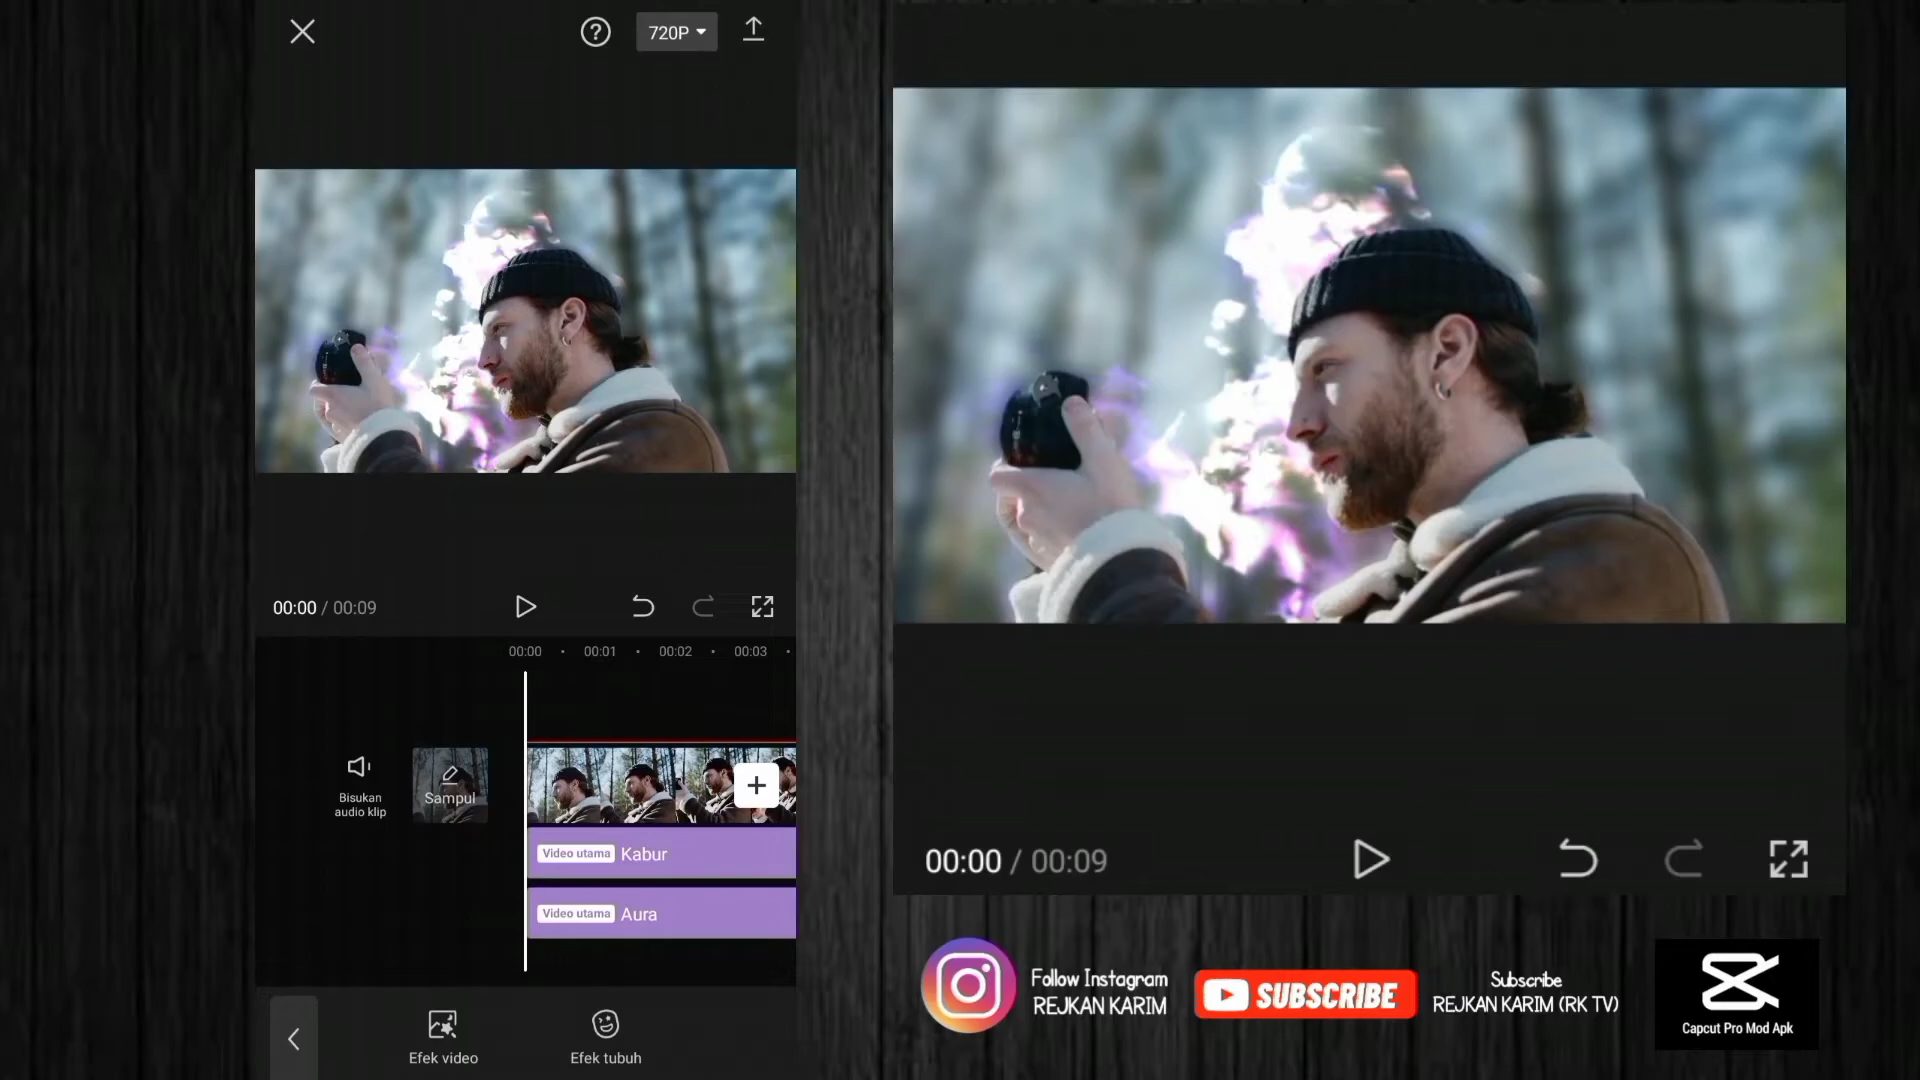 720P
00:00 / 00:09
00:00 00:01 00:02 00:03
Bisukan
audio klip
Sampul
Video utama Kabur
Video utama Aura
Efek video
Efek tubuh
00:00 / 00:09
Follow Instagram
REJKAN KARIM
SUBSCRIBE
Subscribe
REJKAN KARIM (RK TV)
Capcut Pro Mod Apk